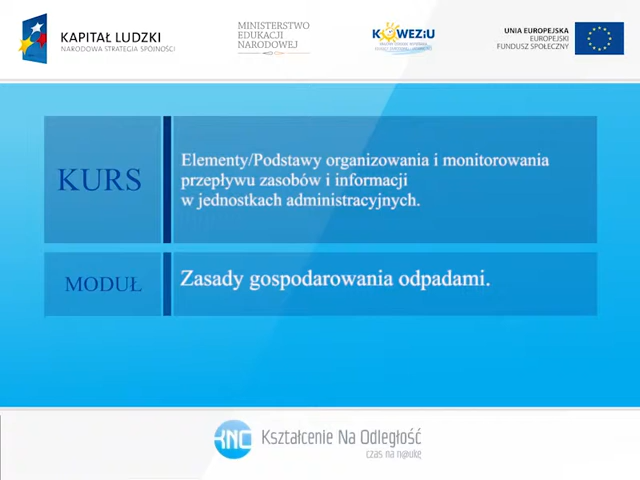 KAPITAŁ LUDZKI
NARODOWA STRATEGIA SPÓJNOŚCI
MINISTERSTWO
EDUKACJI
NARODOWEJ
KOWEZiU
UNIA EUROPEJSKA
EUROPEJSKI
FUNDUSZ SPOŁECZNY
KURS
Elementy/Podstawy organizowania i monitorowania
przepływu zasobów i informacji
w jednostkach administracyjnych.
MODUŁ
Zasady gospodarowania odpadami.
KNO
Kształcenie Na Odległość
czas na naukę